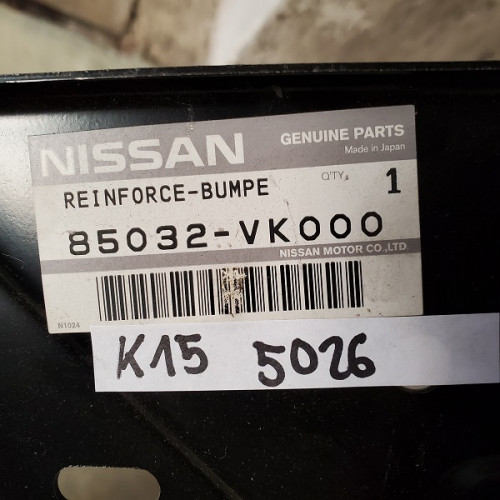 NISSAN
GENUINE PARTS
Made in Japan
REINFORCE-BUMPE
Q'TY. 1
85032-VK000
NISSAN MOTOR CO.,LTD.
N1024
K15 5026